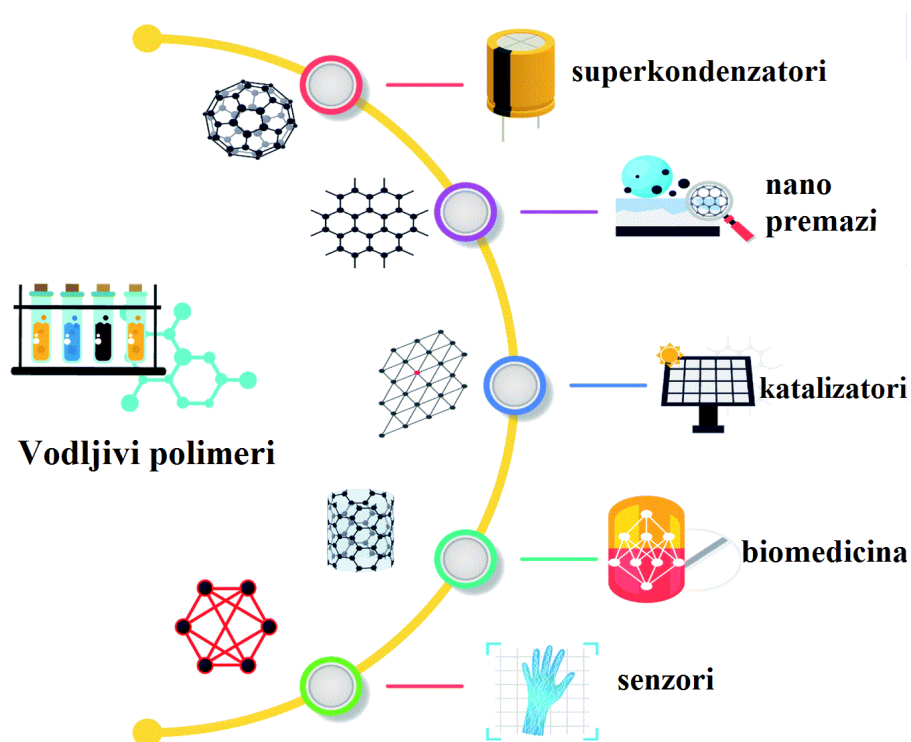 superkondenzatori
nano
premazi
katalizatori
Vodljivi polimeri
biomedicina
senzori